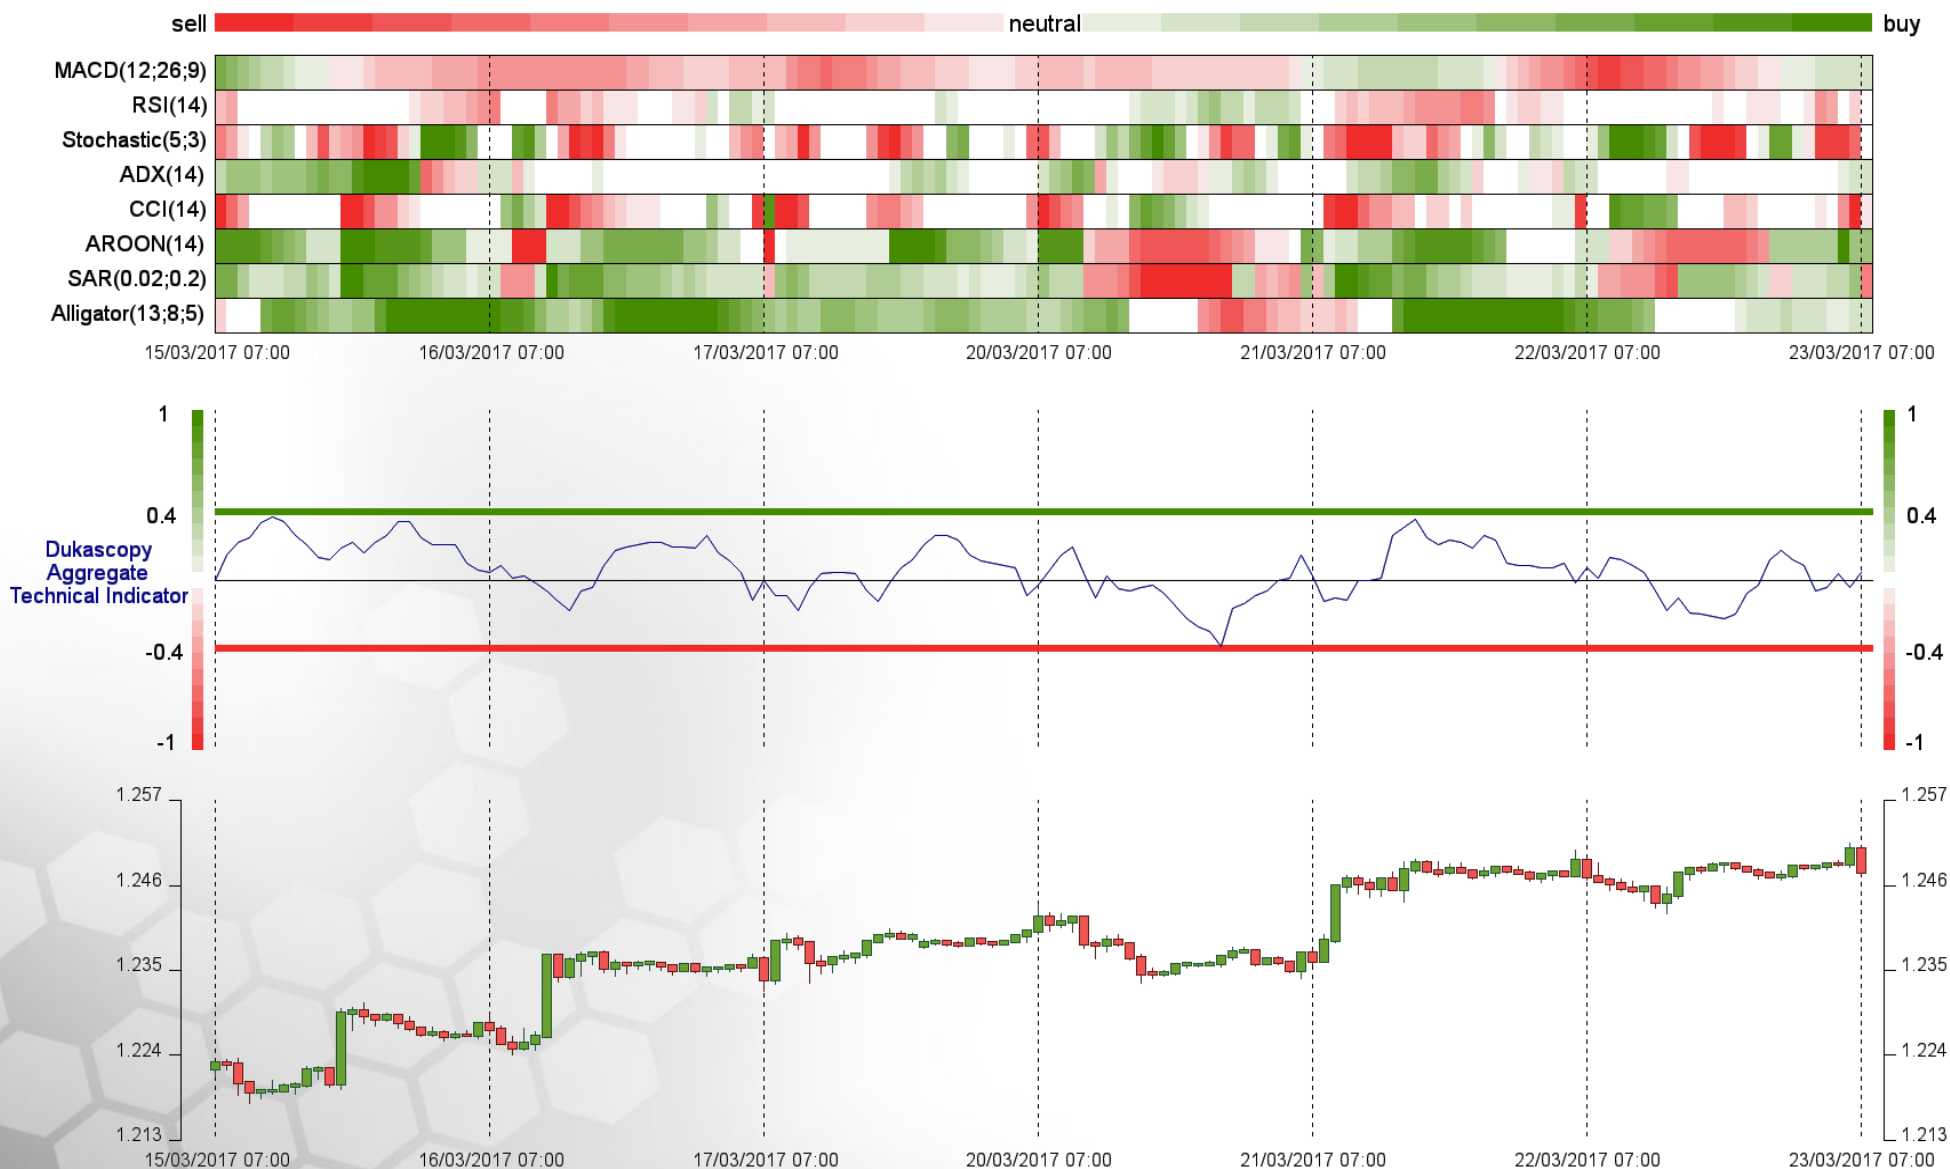 sell neutral buy
MACD(12;26;9)
RSI(14)
Stochastic(5;3)
ADX(14)
CCI(14)
AROON(14)
SAR(0.02;0.2)
Alligator(13;8;5)
15/03/2017 07:00 16/03/2017 07:00 17/03/2017 07:00 20/03/2017 07:00 21/03/2017 07:00 22/03/2017 07:00 23/03/2017 07:00
1 1
0.4 0.4
Dukascopy
Aggregate
Technical Indicator
-0.4 -0.4
-1 -1
1.257 1.257
1.246 1.246
1.235 1.235
1.224 1.224
1.213 1.213
15/03/2017 07:00 16/03/2017 07:00 17/03/2017 07:00 20/03/2017 07:00 21/03/2017 07:00 22/03/2017 07:00 23/03/2017 07:00